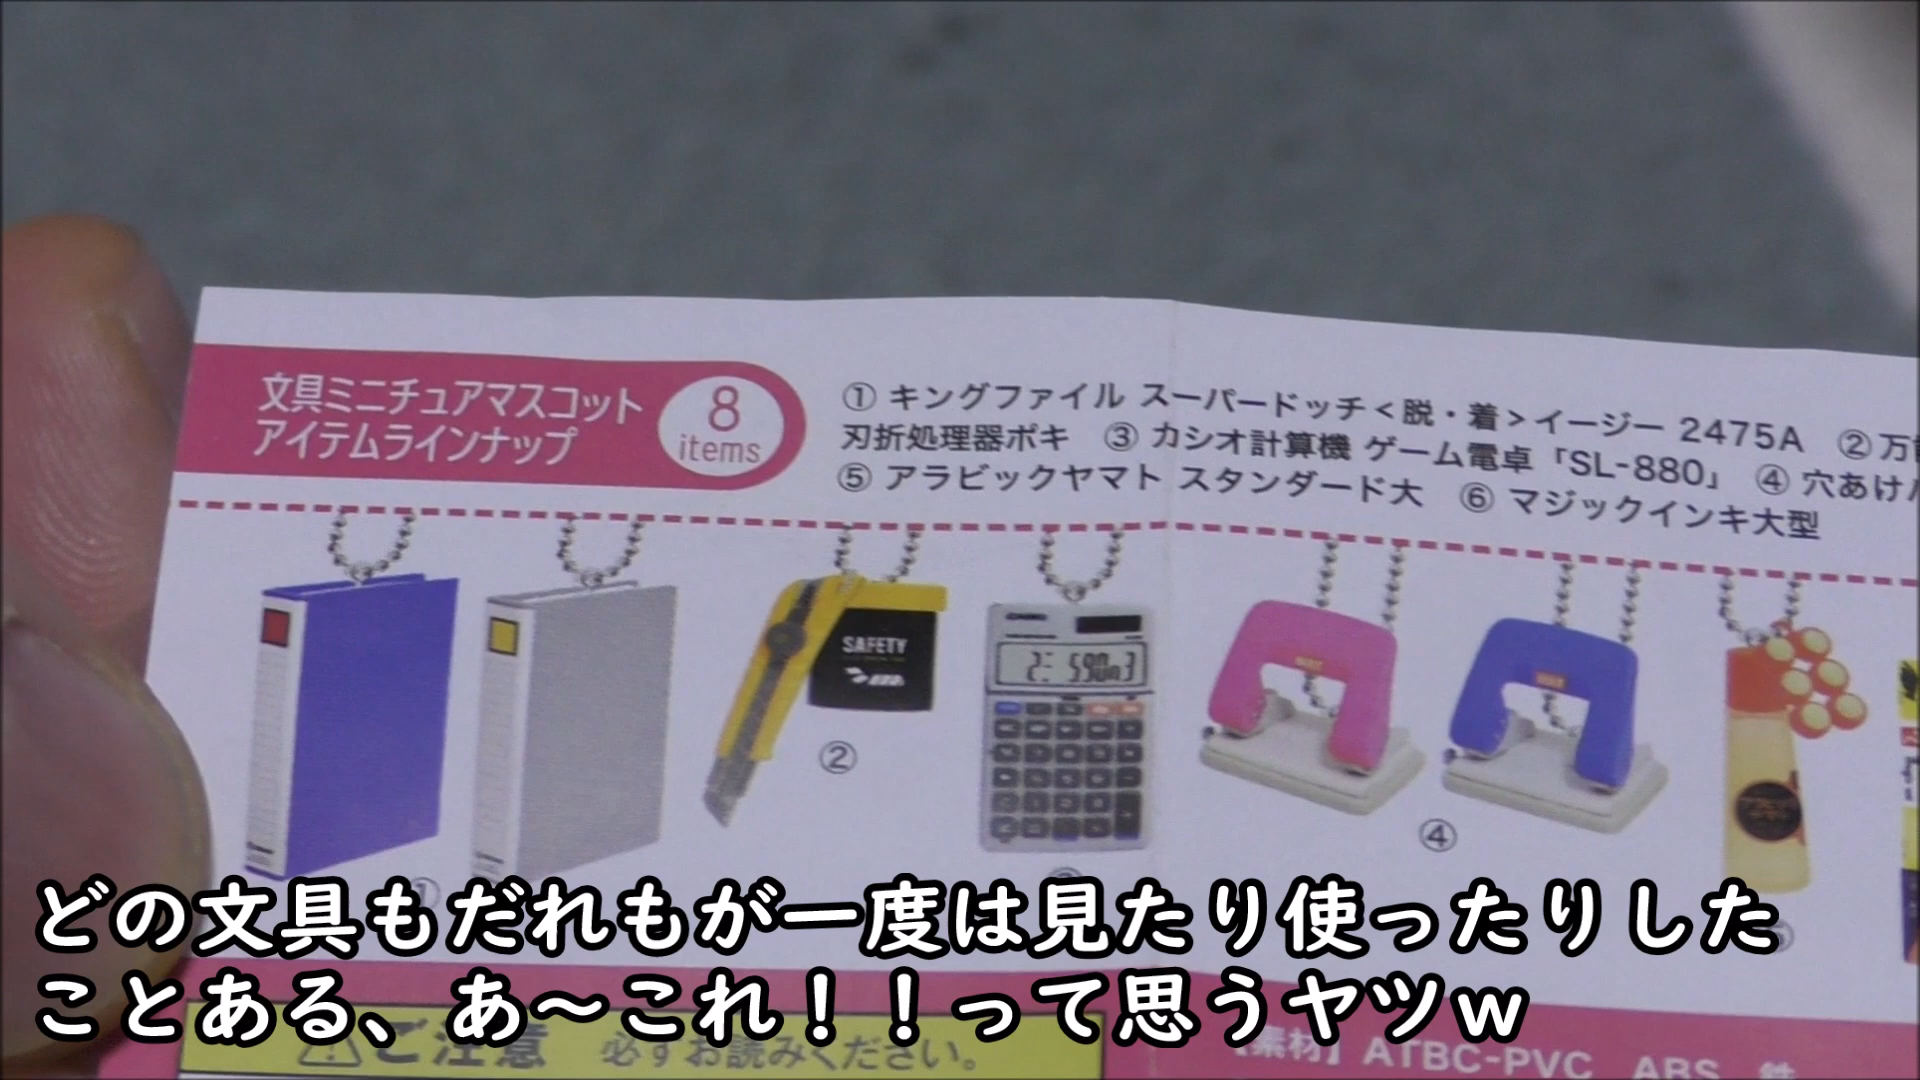 文具ミニチュアマスコット
アイテムラインナップ
8
items
① キングファイル スーパードッチ＜脱・着＞イージー 2475A ②万
刃折処理器ポキ ③ カシオ計算機 ゲーム電卓「SL-880」 ④ 穴あけ
⑤ アラビックヤマト スタンダード大 ⑥ マジックインキ大型
SAFETY
②
④
①
どの文具もだれもが一度は見たり使ったりした
ことある、あ～これ！！って思うヤツｗ
ご注意 必ずお読みください。
【素材】ATBC-PVC ABS 鉄